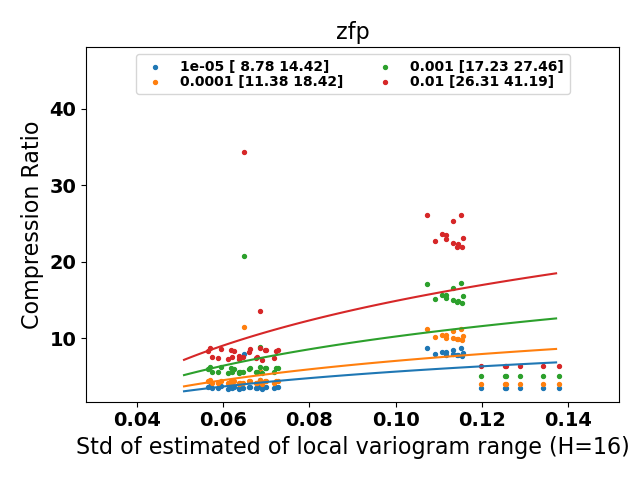 zfp
1e-05 [ 8.78 14.42]
0.0001 [11.38 18.42]
0.001 [17.23 27.46]
0.01 [26.31 41.19]
Compression Ratio
40
30
20
10
0.04 0.06 0.08 0.10 0.12 0.14
Std of estimated of local variogram range (H=16)